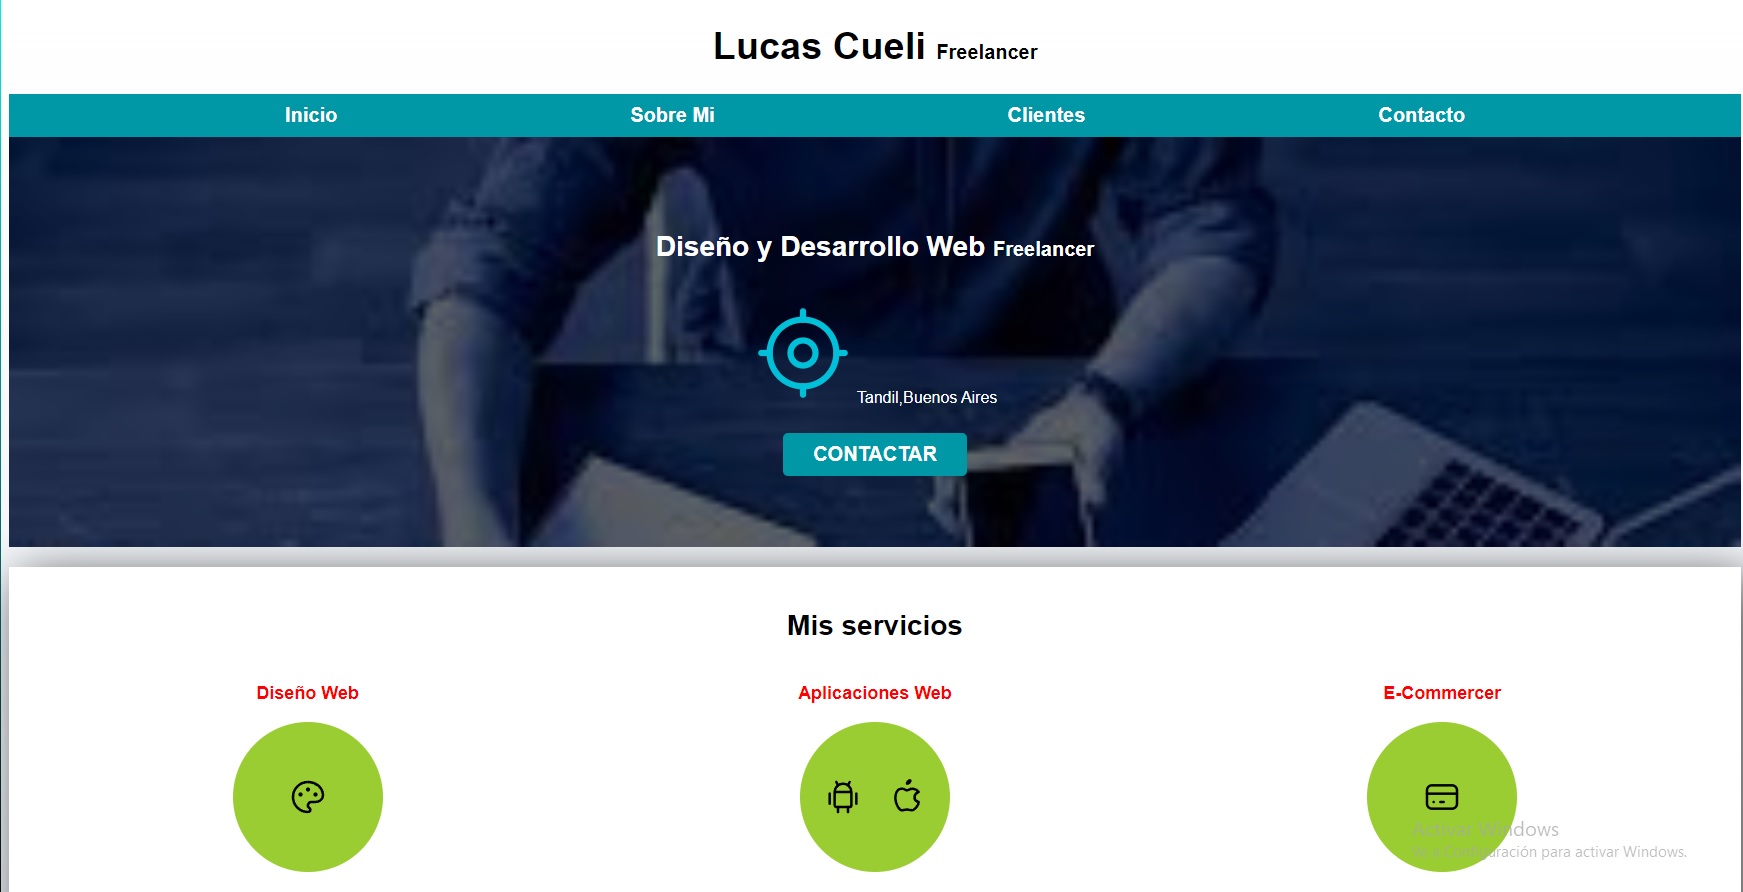 Lucas Cueli Freelancer
Inicio Sobre Mi Clientes Contacto
Diseño y Desarrollo Web Freelancer
Tandil,Buenos Aires
CONTACTAR
Mis servicios
Diseño Web Aplicaciones Web E-Commercer
Activar Windows
Ve a Configuración para activar Windows.